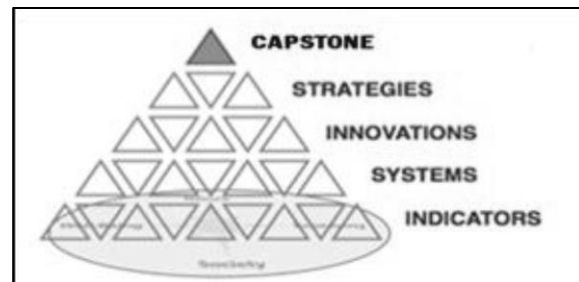 CAPSTONE
STRATEGIES
INNOVATIONS
SYSTEMS
INDICATORS